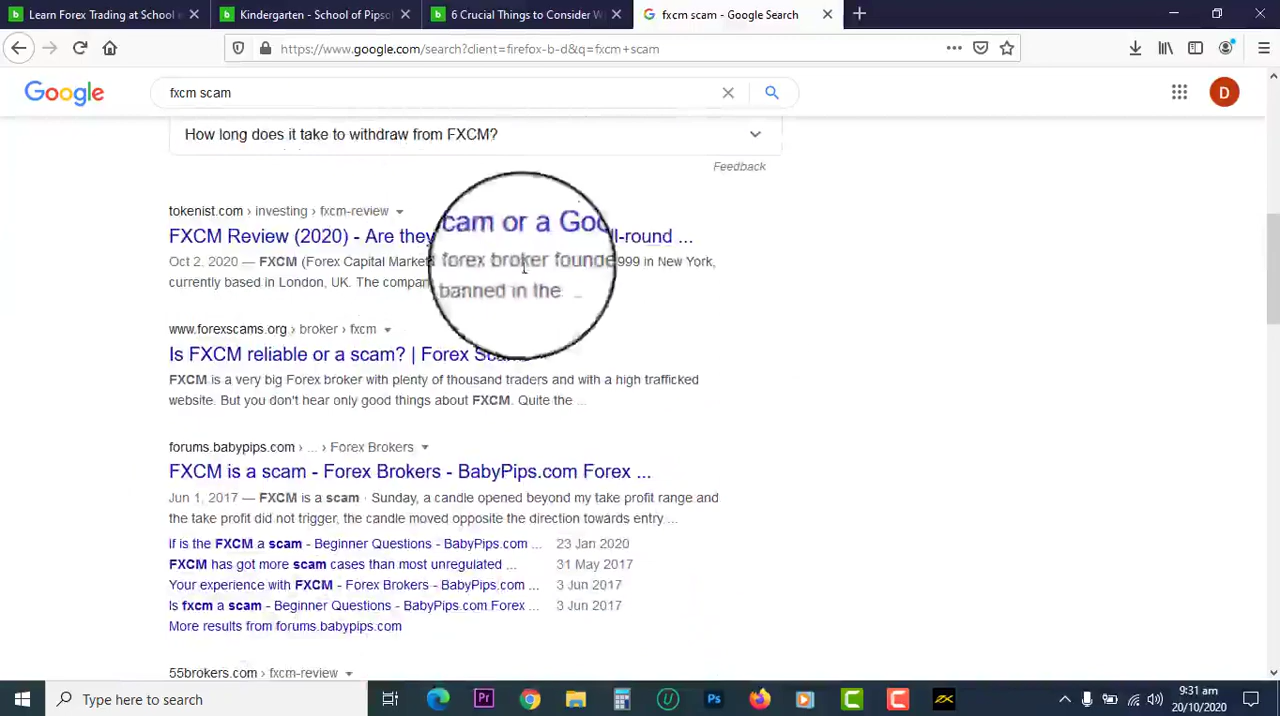 Learn Forex Trading at School
Kindergarten - School of Pipso
6 Crucial Things to Consider W
fxcm scam - Google Search
https://www.google.com/search?client=firefox-b-d&q=fxcm+scam
Google
fxcm scam
D
How long does it take to withdraw from FXCM?
Feedback
tokenist.com › investing › fxcm-review
FXCM Review (2020) - Are they cam or a Goo ll-round ...
Oct 2, 2020 — FXCM (Forex Capital Market forex broker founde 999 in New York,
currently based in London, UK. The compan banned in the ...
www.forexscams.org › broker › fxcm
Is FXCM reliable or a scam? | Forex Scams
FXCM is a very big Forex broker with plenty of thousand traders and with a high trafficked
website. But you don't hear only good things about FXCM. Quite the ...
forums.babypips.com › ... › Forex Brokers
FXCM is a scam - Forex Brokers - BabyPips.com Forex ...
Jun 1, 2017 — FXCM is a scam · Sunday, a candle opened beyond my take profit range and
the take profit did not trigger, the candle moved opposite the direction towards entry ...
If is the FXCM a scam - Beginner Questions - BabyPips.com ... 23 Jan 2020
FXCM has got more scam cases than most unregulated ... 31 May 2017
Your experience with FXCM - Forex Brokers - BabyPips.com ... 3 Jun 2017
Is fxcm a scam - Beginner Questions - BabyPips.com Forex ... 3 Jun 2017
More results from forums.babypips.com
55brokers.com › fxcm-review
Type here to search
Pr
Ps
9:31 am
20/10/2020